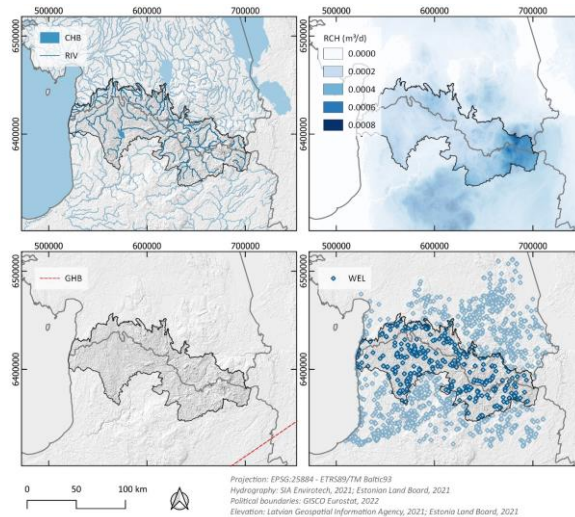 500000 600000 700000
500000 600000 700000
6500000
6400000
CHB
RIV
RCH (m³/d)
0.0000
0.0002
0.0004
0.0006
0.0008
500000 600000 700000
500000 600000 700000
6500000
6400000
GHB
WEL
0 50 100 km
Projection: EPSG:25884 - ETRS89/TM Baltic93
Hydrography: SIA Envirotech, 2021; Estonian Land Board, 2021
Political boundaries: GISCO Eurostat, 2022
Elevation: Latvian Geospatial Information Agency, 2021; Estonia Land Board, 2021